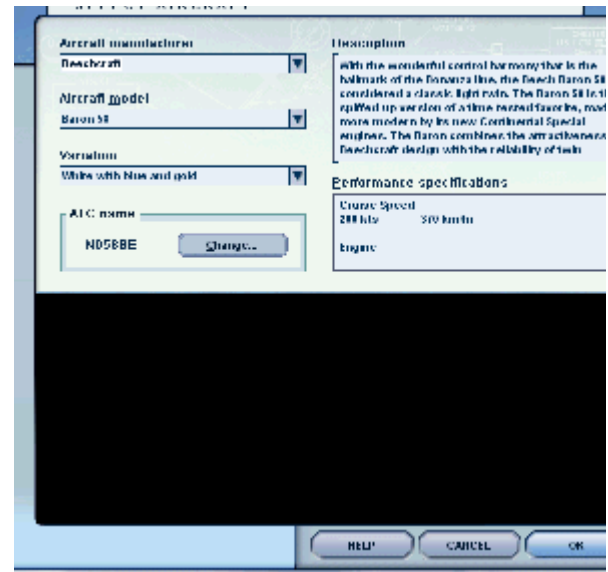 Aircraft manufacturer
Beechcraft
Aircraft model
Baron 58
Variation
White with blue and gold
ATC name
N058BE
Change...
Description
With the wonderful control harmony that is the
hallmark of the Bonanza line, the Beech Baron 58
considered a classic light twin. The Baron 58 is
spiffed up version of a time tested favorite,
more modern by its new Continental Special
engines. The Baron combines the attractiveness
Beechcraft design with the reliability of twin
Performance specifications
Cruise Speed
200 kts 370 km/hr
Engine
HELP CANCEL OK